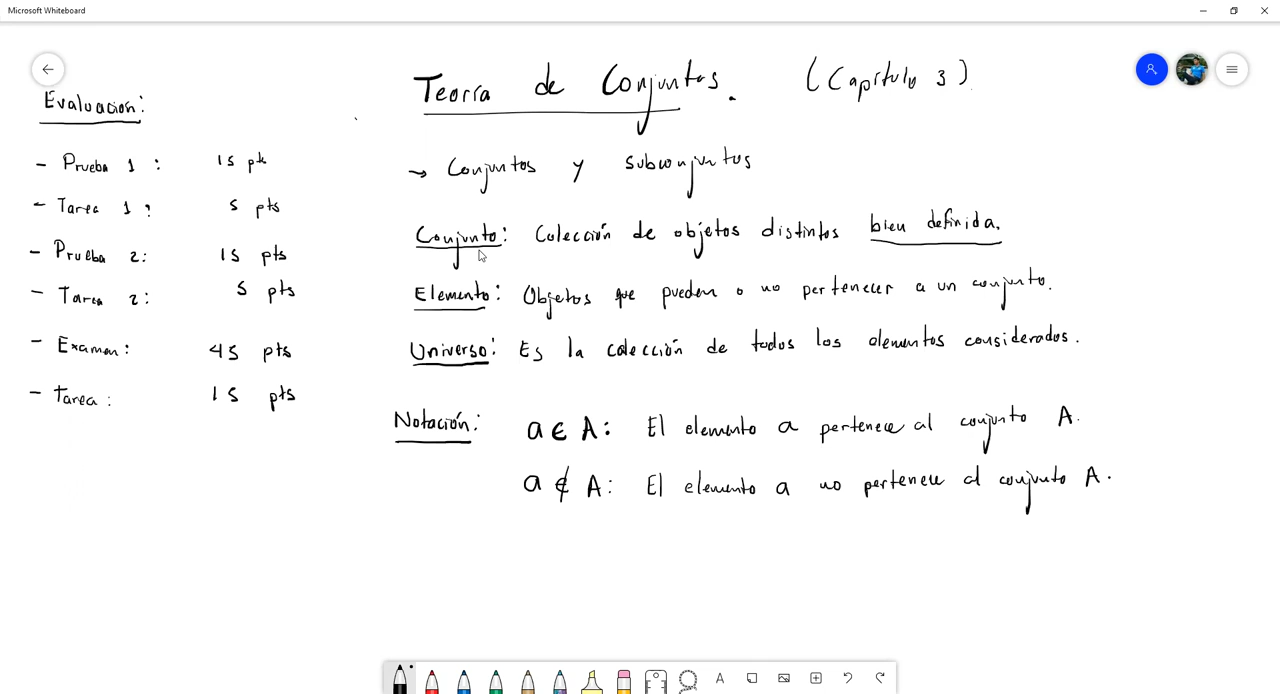 Microsoft Whiteboard
Evaluación:
- Prueba 1 : 15 pts
- Tarea 1 : 5 pts
- Prueba 2: 15 pts
- Tarea 2: 5 pts
- Examen: 45 pts
- Tarea: 15 pts
Teoría de Conjuntos. (Capítulo 3)
→ Conjuntos y subconjuntos
Conjunto: Colección de objetos distintos bien definida.
Elemento: Objetos que pueden o no pertenecer a un conjunto.
Universo: Es la colección de todos los elementos considerados.
Notación: a ∈ A: El elemento a pertenece al conjunto A.
a ∉ A: El elemento a no pertenece al conjunto A.